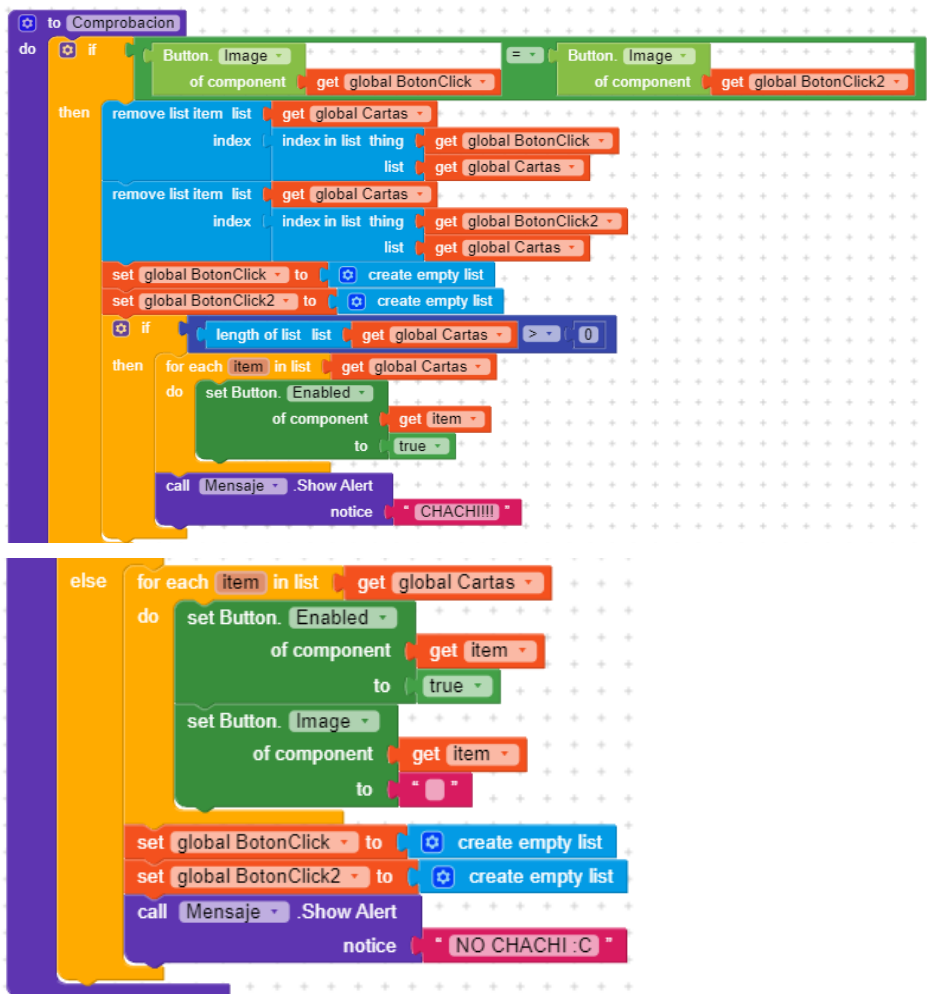 to Comprobacion
do if Button. Image = Button. Image
of component get global BotonClick of component get global BotonClick2
then remove list item list get global Cartas
index index in list thing get global BotonClick
list get global Cartas
remove list item list get global Cartas
index index in list thing get global BotonClick2
list get global Cartas
set global BotonClick to create empty list
set global BotonClick2 to create empty list
if length of list list get global Cartas > 0
then for each item in list get global Cartas
do set Button. Enabled
of component get item
to true
call Mensaje .Show Alert
notice " CHACHI!!!! "
else for each item in list get global Cartas
do set Button. Enabled
of component get item
to true
set Button. Image
of component get item
to " "
set global BotonClick to create empty list
set global BotonClick2 to create empty list
call Mensaje .Show Alert
notice " NO CHACHI :C "